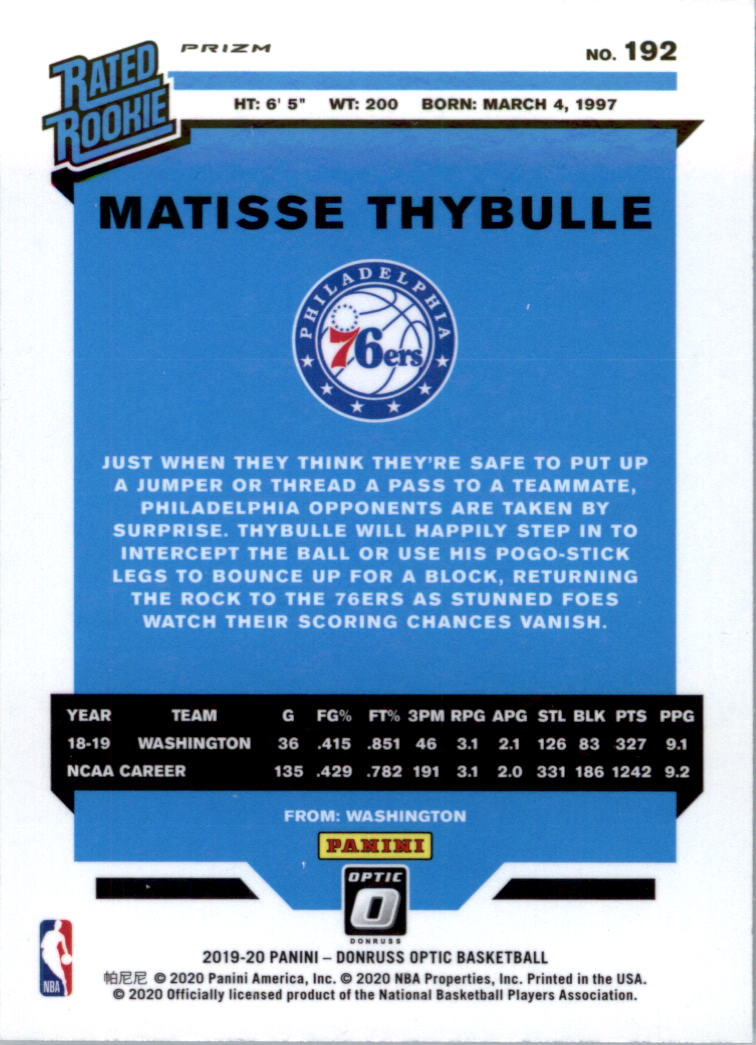 RATED
ROOKIE
PRIZM
NO. 192
HT: 6' 5" WT: 200 BORN: MARCH 4, 1997
MATISSE THYBULLE
PHILADELPHIA
76ers
JUST WHEN THEY THINK THEY'RE SAFE TO PUT UP
A JUMPER OR THREAD A PASS TO A TEAMMATE,
PHILADELPHIA OPPONENTS ARE TAKEN BY
SURPRISE. THYBULLE WILL HAPPILY STEP IN TO
INTERCEPT THE BALL OR USE HIS POGO-STICK
LEGS TO BOUNCE UP FOR A BLOCK, RETURNING
THE ROCK TO THE 76ERS AS STUNNED FOES
WATCH THEIR SCORING CHANCES VANISH.
YEAR TEAM G FG% FT% 3PM RPG APG STL BLK PTS PPG
18-19 WASHINGTON 36 .415 .851 46 3.1 2.1 126 83 327 9.1
NCAA CAREER 135 .429 .782 191 3.1 2.0 331 186 1242 9.2
FROM: WASHINGTON
PANINI
OPTIC
O
DONRUSS
2019-20 PANINI – DONRUSS OPTIC BASKETBALL
帕尼尼 © 2020 Panini America, Inc. © 2020 NBA Properties, Inc. Printed in the USA.
© 2020 Officially licensed product of the National Basketball Players Association.
NBA